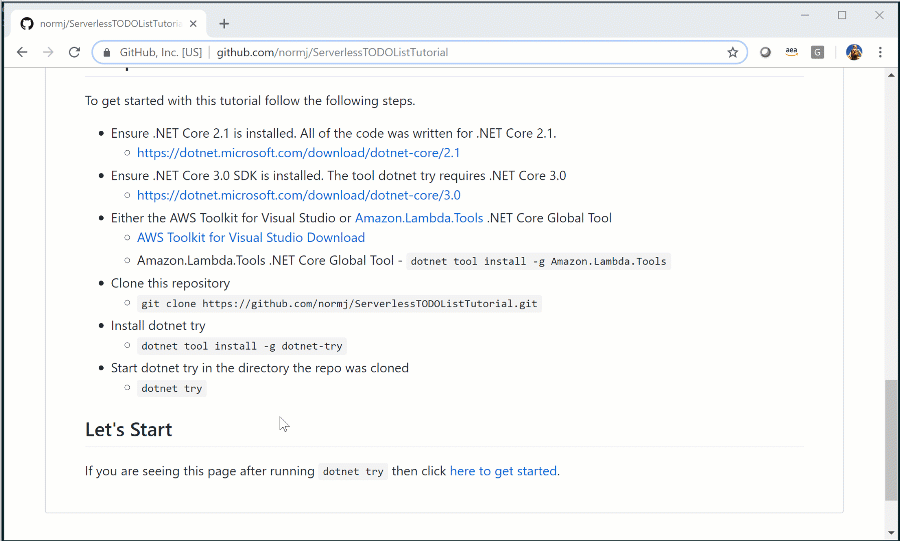 normj/ServerlessTODOListTutoria
GitHub, Inc. [US] | github.com/normj/ServerlessTODOListTutorial
aea
G
To get started with this tutorial follow the following steps.
Ensure .NET Core 2.1 is installed. All of the code was written for .NET Core 2.1.
https://dotnet.microsoft.com/download/dotnet-core/2.1
Ensure .NET Core 3.0 SDK is installed. The tool dotnet try requires .NET Core 3.0
https://dotnet.microsoft.com/download/dotnet-core/3.0
Either the AWS Toolkit for Visual Studio or Amazon.Lambda.Tools .NET Core Global Tool
AWS Toolkit for Visual Studio Download
Amazon.Lambda.Tools .NET Core Global Tool - dotnet tool install -g Amazon.Lambda.Tools
Clone this repository
git clone https://github.com/normj/ServerlessTODOListTutorial.git
Install dotnet try
dotnet tool install -g dotnet-try
Start dotnet try in the directory the repo was cloned
dotnet try
Let's Start
If you are seeing this page after running dotnet try then click here to get started.